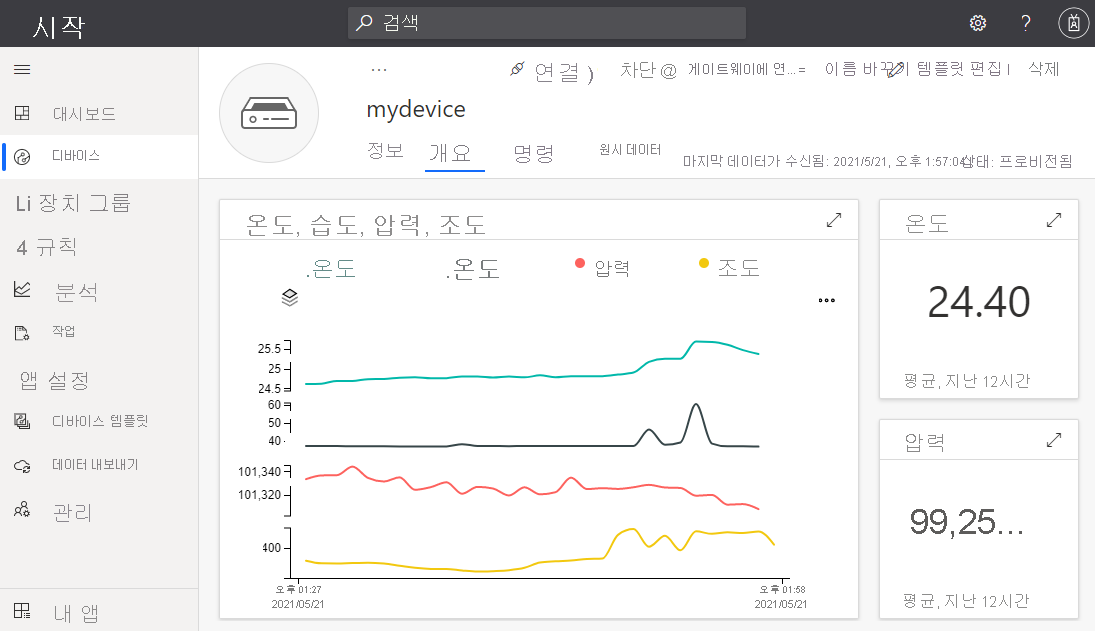 시작
검색
?
대시보드
디바이스
Li 장치 그룹
4 규칙
분석
작업
앱 설정
디바이스 템플릿
데이터 내보내기
관리
내 앱
...
연결 )
차단@
게이트웨이에 연...=
이름 바꾸기
템플릿 편집 l
삭제
mydevice
정보
개요
명령
원시 데이터
마지막 데이터가 수신됨: 2021/5/21, 오후 1:57:04
상태: 프로비전됨
온도, 습도, 압력, 조도
.온도
.온도
압력
조도
25.5
25
24.5
60
50
40
101,340
101,320
400
오후 01:27
2021/05/21
오후 01:58
2021/05/21
온도
24.40
평균, 지난 12시간
압력
99,25...
평균, 지난 12시간